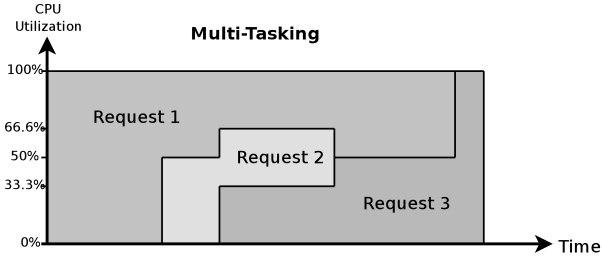 CPU
Utilization
Multi-Tasking
100%
Request 1
66.6%
50%
Request 2
33.3%
Request 3
0%
Time